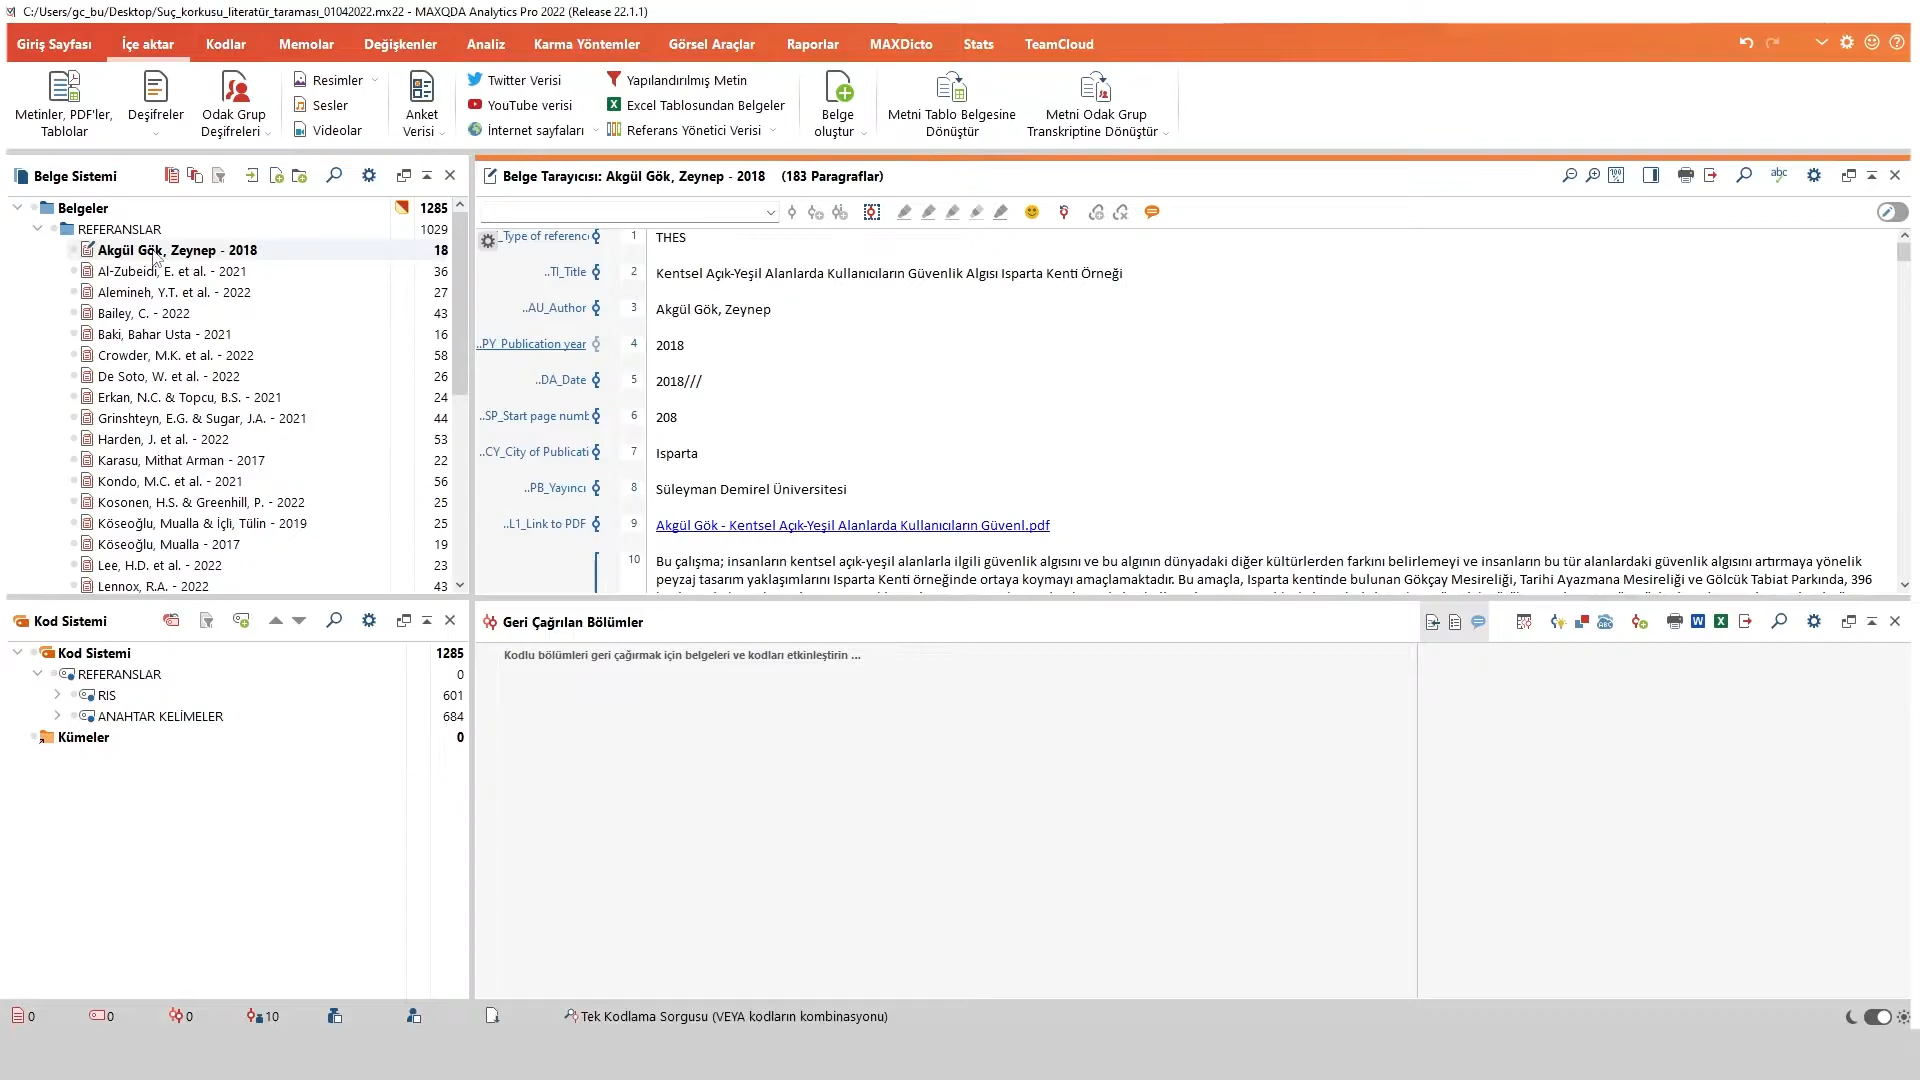 C:/Users/gc_bu/Desktop/Suç_korkusu_literatür_taraması_01042022.mx22 - MAXQDA Analytics Pro 2022 (Release 22.1.1)
Giriş Sayfası İçe aktar Kodlar Memolar Değişkenler Analiz Karma Yöntemler Görsel Araçlar Raporlar MAXDicto Stats TeamCloud
Metinler, PDF'ler, Tablolar
Deşifreler
Odak Grup Deşifreleri
Resimler
Sesler
Videolar
Anket Verisi
Twitter Verisi
YouTube verisi
İnternet sayfaları
Yapılandırılmış Metin
Excel Tablosundan Belgeler
Referans Yönetici Verisi
Belge oluştur
Metni Tablo Belgesine Dönüştür
Metni Odak Grup Transkriptine Dönüştür
Belge Sistemi
Belgeler 1285
REFERANSLAR 1029
Akgül Gök, Zeynep - 2018 18
Al-Zubeidi, E. et al. - 2021 36
Alemineh, Y.T. et al. - 2022 27
Bailey, C. - 2022 43
Baki, Bahar Usta - 2021 16
Crowder, M.K. et al. - 2022 58
De Soto, W. et al. - 2022 26
Erkan, N.C. & Topcu, B.S. - 2021 24
Grinshteyn, E.G. & Sugar, J.A. - 2021 44
Harden, J. et al. - 2022 53
Karasu, Mithat Arman - 2017 22
Kondo, M.C. et al. - 2021 56
Kosonen, H.S. & Greenhill, P. - 2022 25
Köseoğlu, Mualla & İçli, Tülin - 2019 25
Köseoğlu, Mualla - 2017 19
Lee, H.D. et al. - 2022 23
Lennox, R.A. - 2022 43
Belge Tarayıcısı: Akgül Gök, Zeynep - 2018 (183 Paragraflar)
100 %
abc
_Type of referenc 1 THES
..TI_Title 2 Kentsel Açık-Yeşil Alanlarda Kullanıcıların Güvenlik Algısı Isparta Kenti Örneği
..AU_Author 3 Akgül Gök, Zeynep
..PY_Publication year 4 2018
..DA_Date 5 2018///
..SP_Start page numb 6 208
..CY_City of Publicati 7 Isparta
..PB_Yayıncı 8 Süleyman Demirel Üniversitesi
..L1_Link to PDF 9 Akgül Gök - Kentsel Açık-Yeşil Alanlarda Kullanıcıların Güvenl.pdf
10 Bu çalışma; insanların kentsel açık-yeşil alanlarla ilgili güvenlik algısını ve bu algının dünyadaki diğer kültürlerden farkını belirlemeyi ve insanların bu tür alanlardaki güvenlik algısını artırmaya yönelik
peyzaj tasarım yaklaşımlarını Isparta Kenti örneğinde ortaya koymayı amaçlamaktadır. Bu amaçla, Isparta kentinde bulunan Gökçay Mesireliği, Tarihi Ayazmana Mesireliği ve Gölcük Tabiat Parkında, 396
Kod Sistemi
Kod Sistemi 1285
REFERANSLAR 0
RIS 601
ANAHTAR KELİMELER 684
Kümeler 0
Geri Çağrılan Bölümler
Kodlu bölümleri geri çağırmak için belgeleri ve kodları etkinleştirin ...
0 0 0 10
Tek Kodlama Sorgusu (VEYA kodların kombinasyonu)